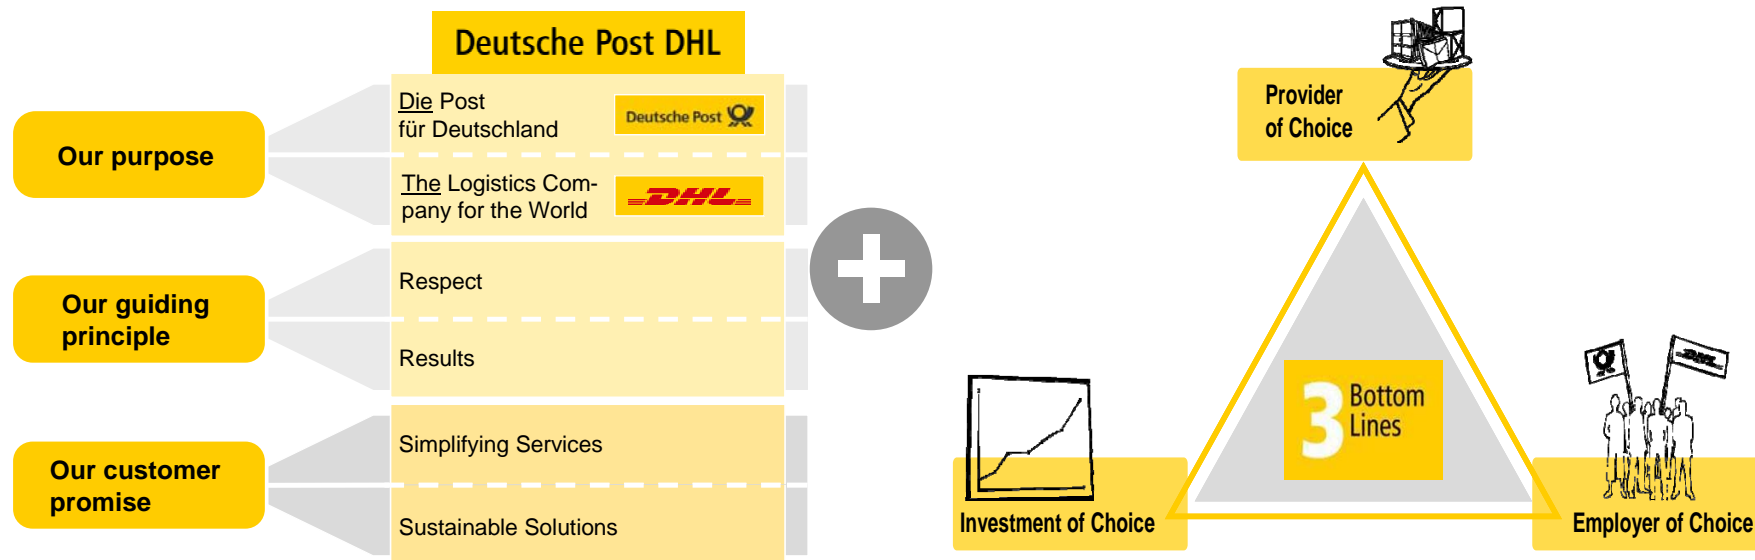 Deutsche Post DHL
Our purpose
Die Post
für Deutschland
Deutsche Post
The Logistics Com-
pany for the World
DHL
Our guiding
principle
Respect
Results
Our customer
promise
Simplifying Services
Sustainable Solutions
Provider
of Choice
3 Bottom
Lines
DHL
Investment of Choice
Employer of Choice